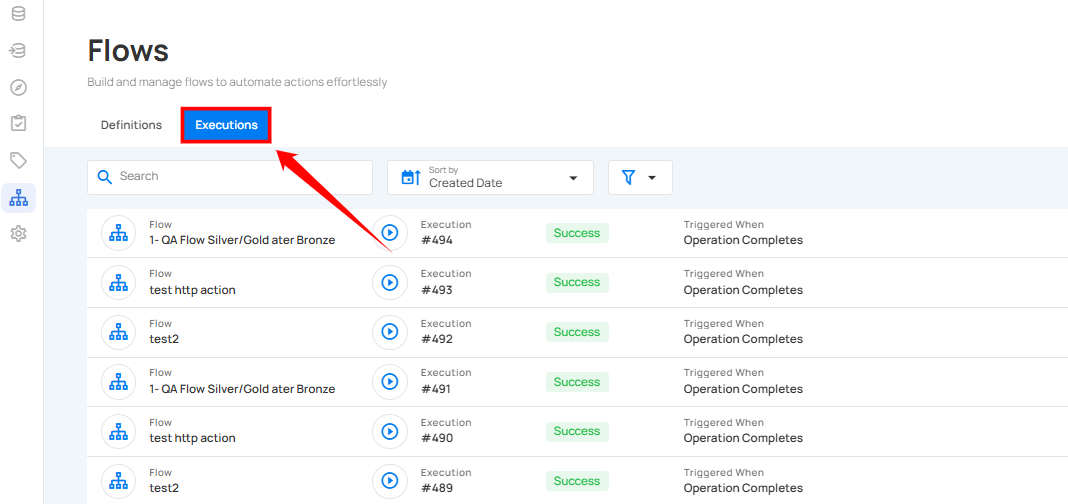 Flows
Build and manage flows to automate actions effortlessly
Definitions
Executions
Search
Sort by
Created Date
Flow
1- QA Flow Silver/Gold ater Bronze
Execution
#494
Success
Triggered When
Operation Completes
Flow
test http action
Execution
#493
Success
Triggered When
Operation Completes
Flow
test2
Execution
#492
Success
Triggered When
Operation Completes
Flow
1- QA Flow Silver/Gold ater Bronze
Execution
#491
Success
Triggered When
Operation Completes
Flow
test http action
Execution
#490
Success
Triggered When
Operation Completes
Flow
test2
Execution
#489
Success
Triggered When
Operation Completes